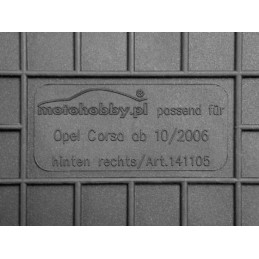 motohobby.pl passend für
Opel Corsa ab 10/2006
hinten rechts/Art.141105